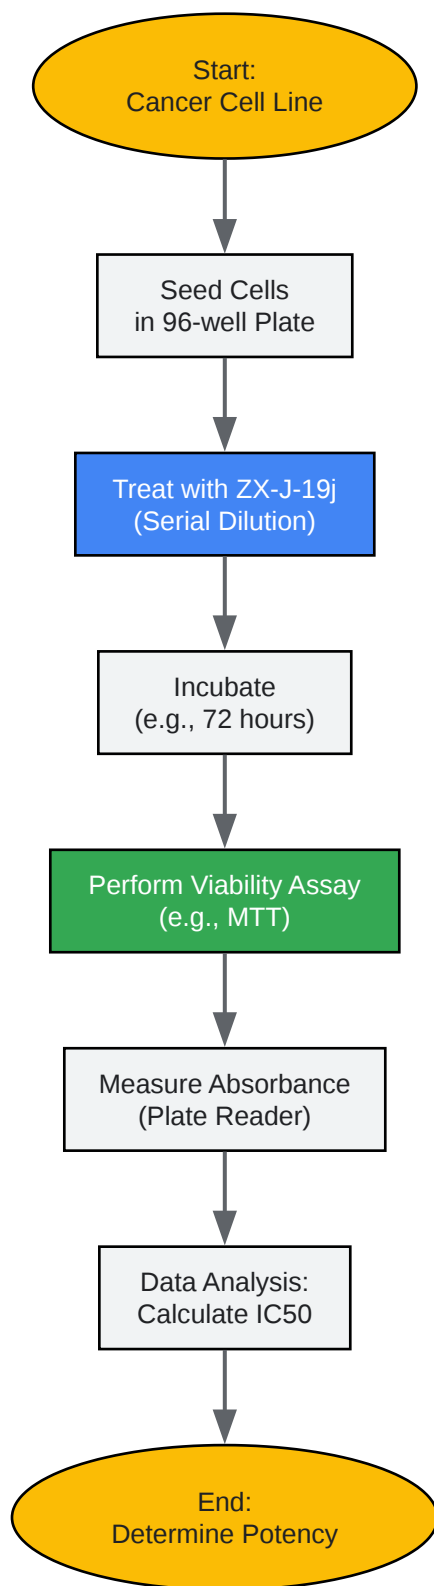 Start:
Cancer Cell Line
Seed Cells
in 96-well Plate
Treat with ZX-J-19j
(Serial Dilution)
Incubate
(e.g., 72 hours)
Perform Viability Assay
(e.g., MTT)
Measure Absorbance
(Plate Reader)
Data Analysis:
Calculate IC50
End:
Determine Potency